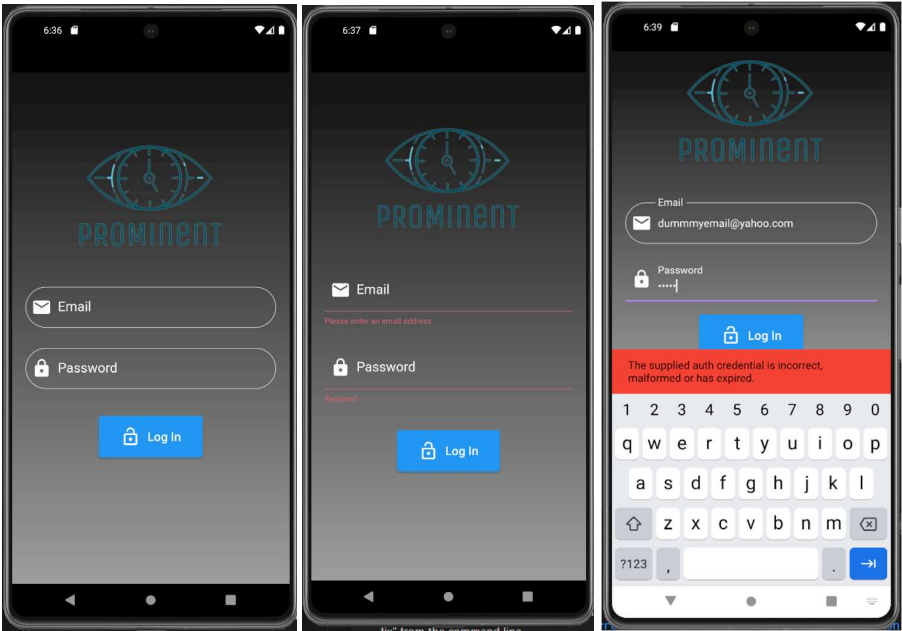 6:36
PROMINENT
Email
Password
Log In
6:37
PROMINENT
Email
Please enter an email address
Password
Required!
Log In
tix" from the command line
6:39
PROMINENT
Email
dummmyemail@yahoo.com
Password
Log In
The supplied auth credential is incorrect,
malformed or has expired.
1 2 3 4 5 6 7 8 9 0
q w e r t y u i o p
a s d f g h j k l
z x c v b n m
?123 , .